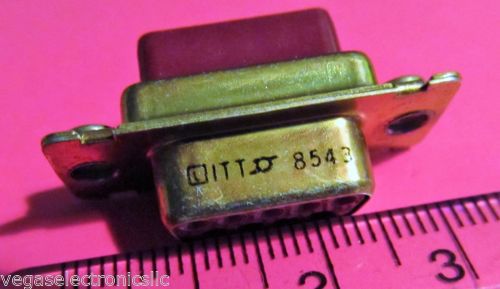 ITT 8543
1 2 3
vegaselectronicsllc